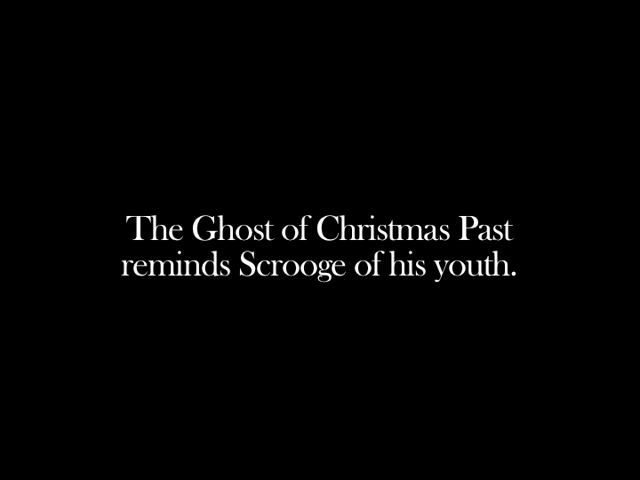 The Ghost of Christmas Past
reminds Scrooge of his youth.